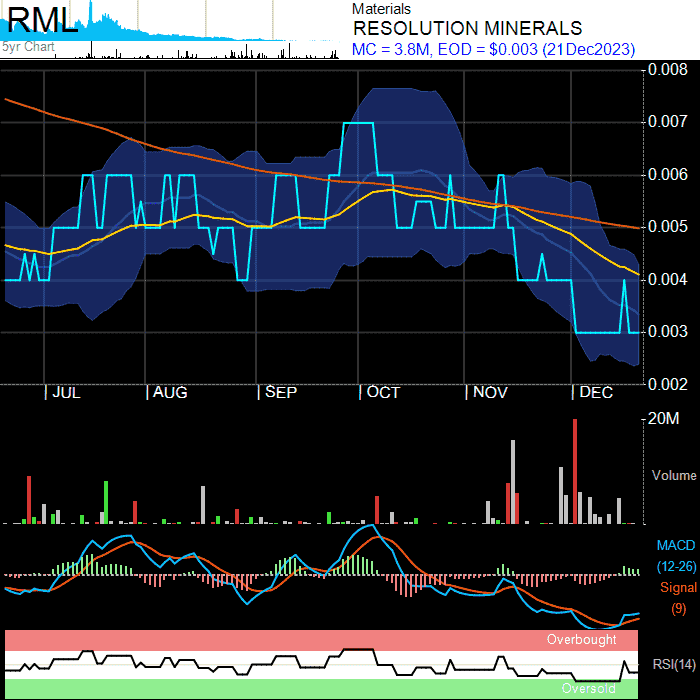 RML
5yr Chart
Materials
RESOLUTION MINERALS
MC = 3.8M, EOD = $0.003 (21Dec2023)
0.008
0.007
0.006
0.005
0.004
0.003
0.002
JUL AUG SEP OCT NOV DEC
20M
Volume
MACD
(12-26)
Signal
(9)
Overbought
RSI(14)
Oversold